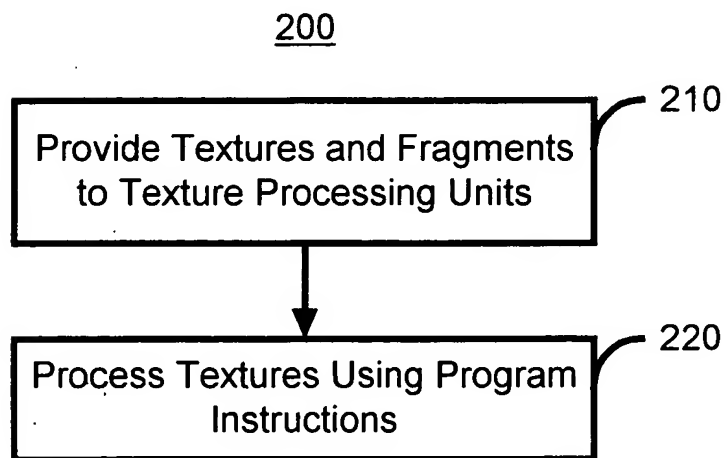 200
210
Provide Textures and Fragments
to Texture Processing Units
220
Process Textures Using Program
Instructions